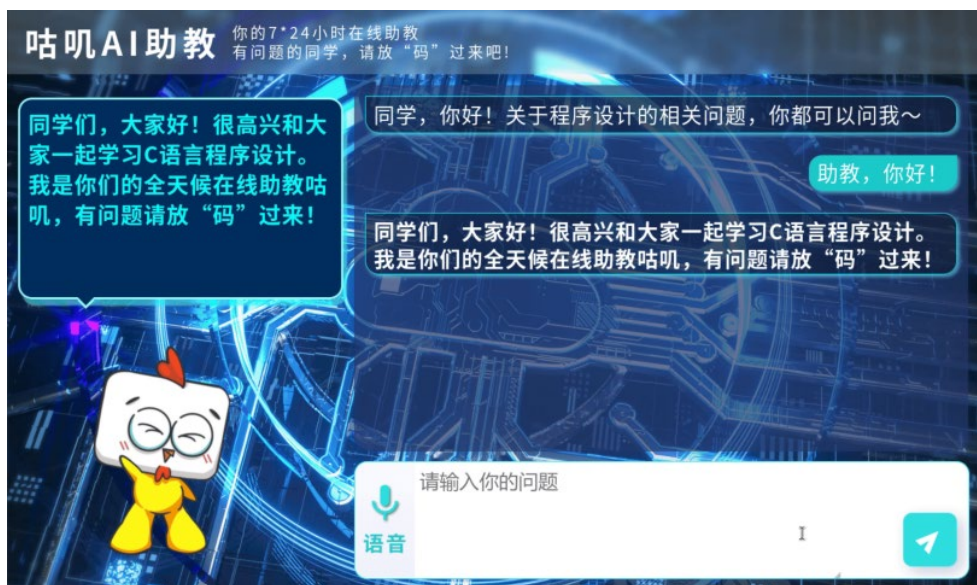 咕叽AI助教
你的7*24小时在线助教
有问题的同学，请放“码”过来吧！
同学们，大家好！很高兴和大
家一起学习C语言程序设计。
我是你们的全天候在线助教咕
叽，有问题请放“码”过来！
同学，你好！关于程序设计的相关问题，你都可以问我～
助教，你好！
同学们，大家好！很高兴和大家一起学习C语言程序设计。
我是你们的全天候在线助教咕叽，有问题请放“码”过来！
请输入你的问题
语音